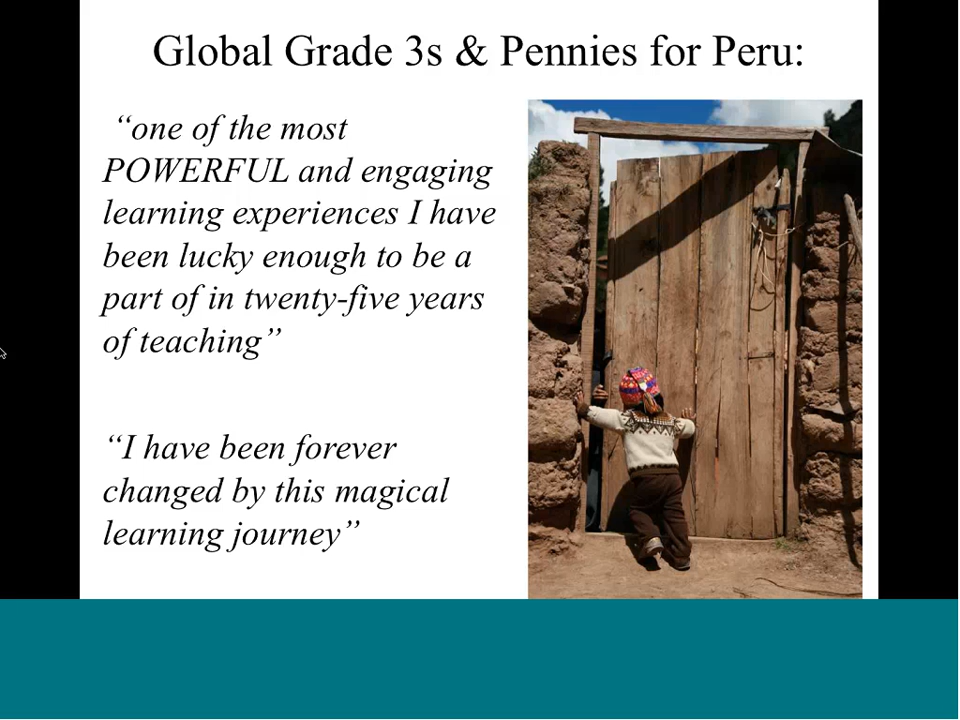 Global Grade 3s & Pennies for Peru:
“one of the most
POWERFUL and engaging
learning experiences I have
been lucky enough to be a
part of in twenty-five years
of teaching”
“I have been forever
changed by this magical
learning journey”